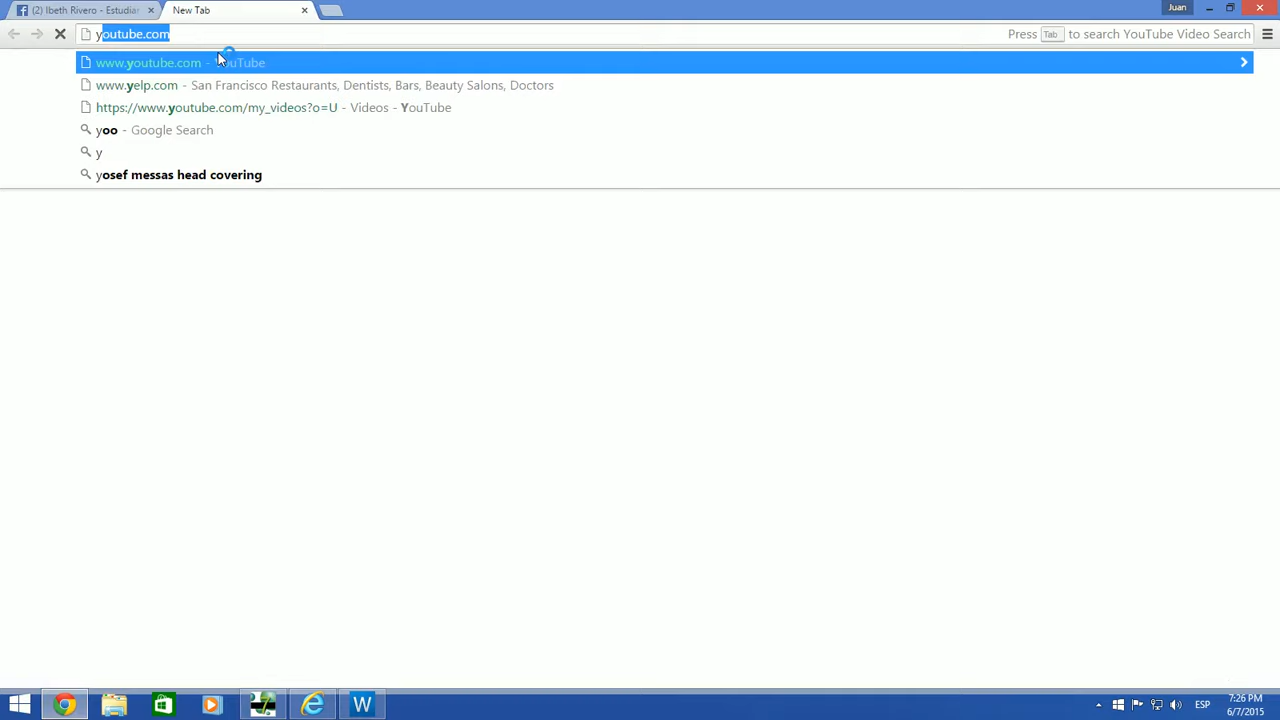 (2) Ibeth Rivero - Estudian
New Tab
Juan
youtube.com
Press Tab to search YouTube Video Search
www.youtube.com - YouTube
www.yelp.com - San Francisco Restaurants, Dentists, Bars, Beauty Salons, Doctors
https://www.youtube.com/my_videos?o=U - Videos - YouTube
yoo - Google Search
y
yosef messas head covering
W
ESP
7:26 PM
6/7/2015